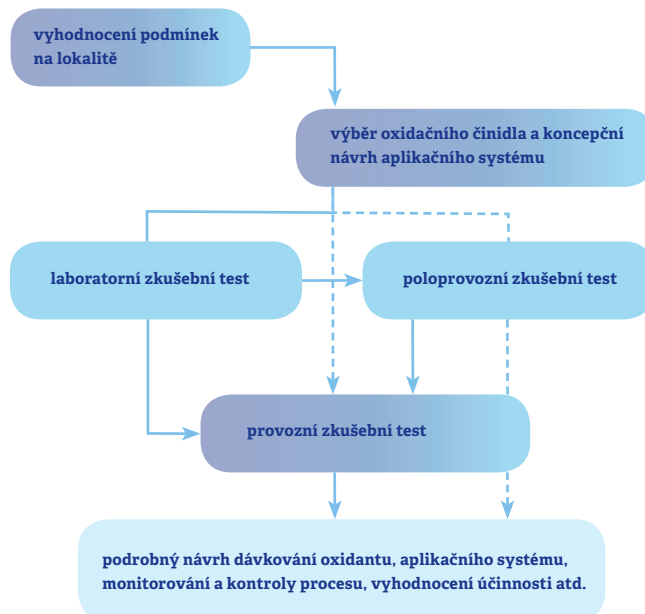 vyhodnocení podmínek
na lokalitě
výběr oxidačního činidla a koncepční
návrh aplikačního systému
laboratorní zkušební test
poloprovozní zkušební test
provozní zkušební test
podrobný návrh dávkování oxidantu, aplikačního systému,
monitorování a kontroly procesu, vyhodnocení účinnosti atd.